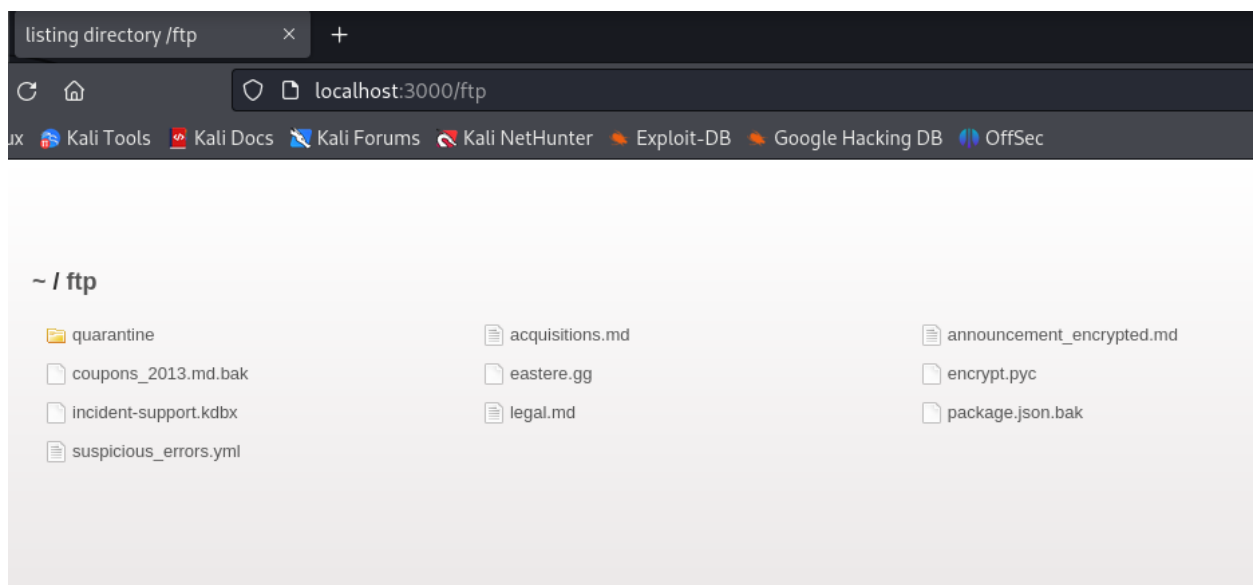 listing directory /ftp
localhost:3000/ftp
Kali Tools Kali Docs Kali Forums Kali NetHunter Exploit-DB Google Hacking DB OffSec
~ / ftp
quarantine acquisitions.md announcement_encrypted.md
coupons_2013.md.bak eastere.gg encrypt.pyc
incident-support.kdbx legal.md package.json.bak
suspicious_errors.yml